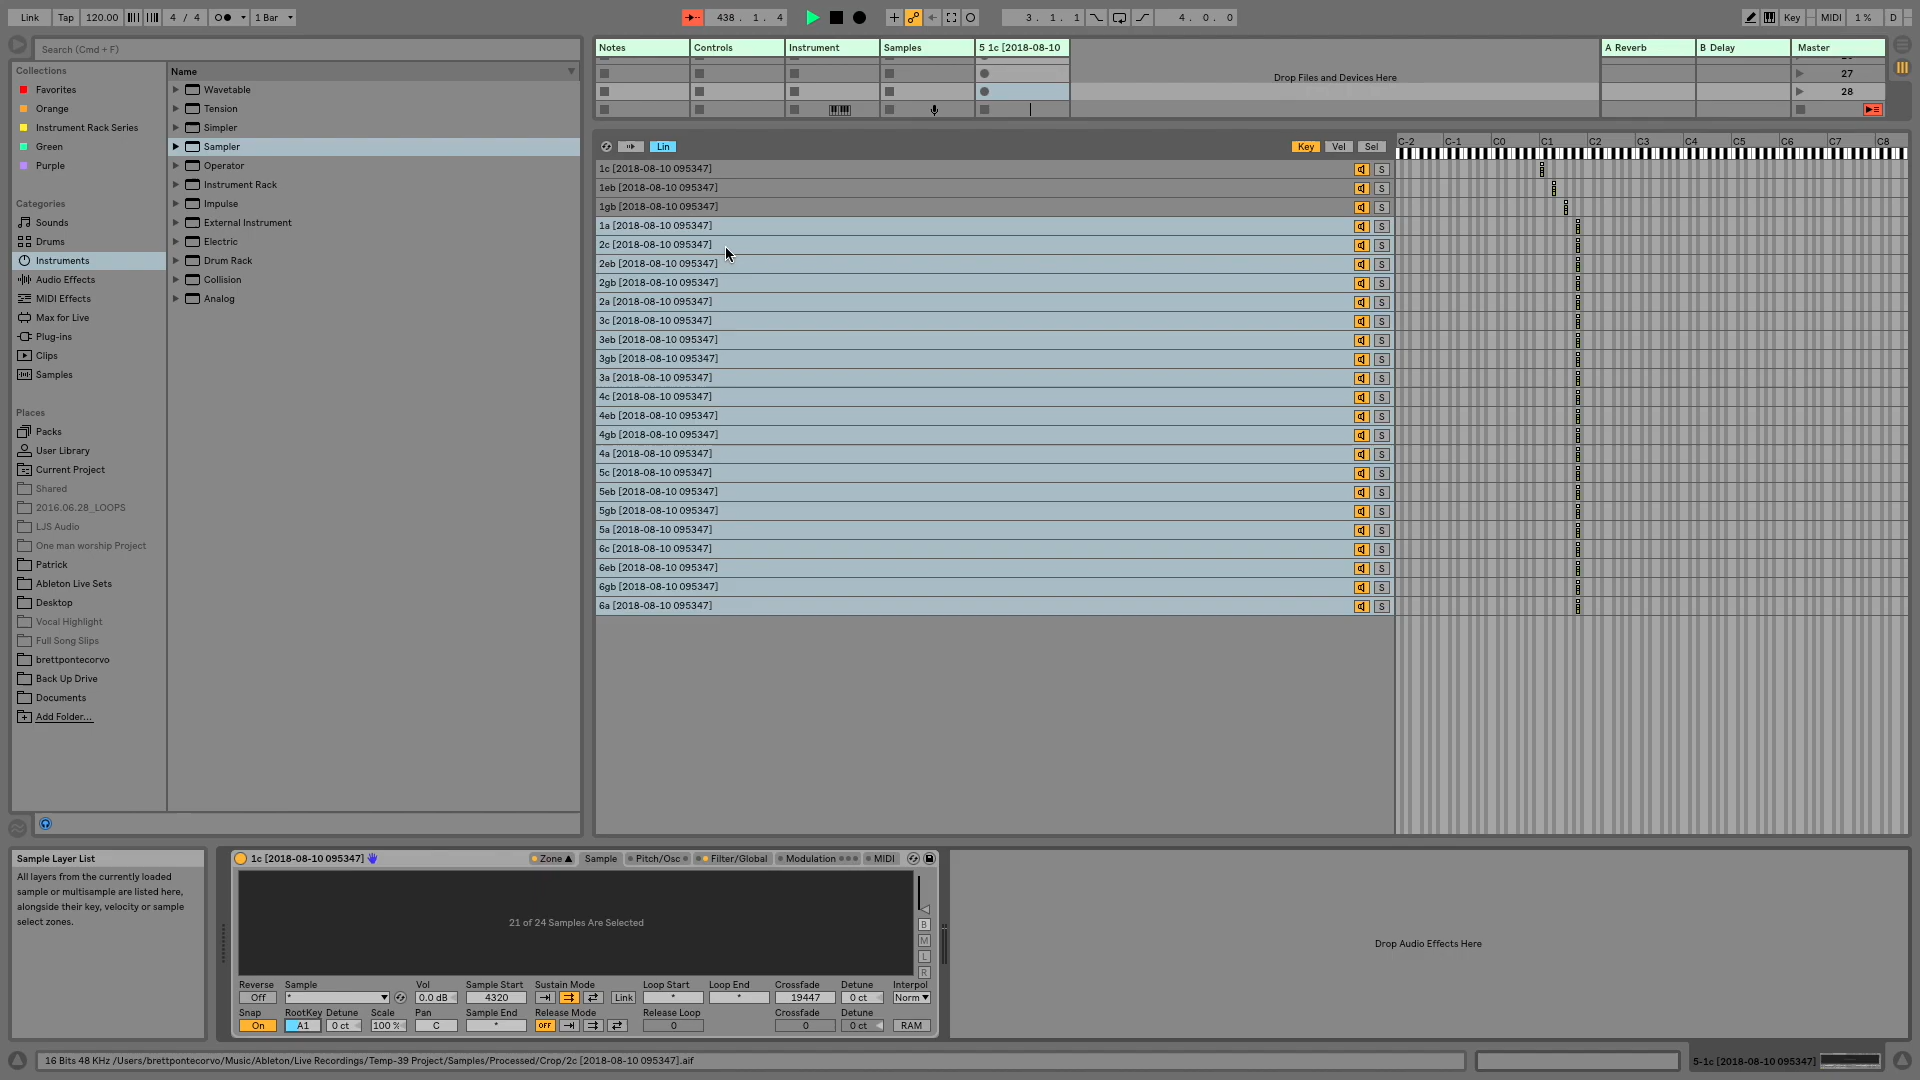 Link Tap 120.00 4 / 4 1 Bar 438 . 1 . 4 3 . 1 . 1 4 . 0 . 0 Key MIDI 1 % D
Search (Cmd + F)
Collections
Favorites
Orange
Instrument Rack Series
Green
Purple
Categories
Sounds
Drums
Instruments
Audio Effects
MIDI Effects
Max for Live
Plug-ins
Clips
Samples
Places
Packs
User Library
Current Project
Shared
2016.06.28_LOOPS
LJS Audio
One man worship Project
Patrick
Ableton Live Sets
Desktop
Vocal Highlight
Full Song Slips
brettpontecorvo
Back Up Drive
Documents
Add Folder...
Name
Wavetable
Tension
Simpler
Sampler
Operator
Instrument Rack
Impulse
External Instrument
Electric
Drum Rack
Collision
Analog
Notes Controls Instrument Samples 5 1c [2018-08-10 A Reverb B Delay Master
Drop Files and Devices Here
27
28
Lin Key Vel Sel
C-2 C-1 C0 C1 C2 C3 C4 C5 C6 C7 C8
1c [2018-08-10 095347] S
1eb [2018-08-10 095347] S
1gb [2018-08-10 095347] S
1a [2018-08-10 095347] S
2c [2018-08-10 095347] S
2eb [2018-08-10 095347] S
2gb [2018-08-10 095347] S
2a [2018-08-10 095347] S
3c [2018-08-10 095347] S
3eb [2018-08-10 095347] S
3gb [2018-08-10 095347] S
3a [2018-08-10 095347] S
4c [2018-08-10 095347] S
4eb [2018-08-10 095347] S
4gb [2018-08-10 095347] S
4a [2018-08-10 095347] S
5c [2018-08-10 095347] S
5eb [2018-08-10 095347] S
5gb [2018-08-10 095347] S
5a [2018-08-10 095347] S
6c [2018-08-10 095347] S
6eb [2018-08-10 095347] S
6gb [2018-08-10 095347] S
6a [2018-08-10 095347] S
Sample Layer List
All layers from the currently loaded
sample or multisample are listed here,
alongside their key, velocity or sample
select zones.
1c [2018-08-10 095347] Zone Sample Pitch/Osc Filter/Global Modulation MIDI
21 of 24 Samples Are Selected
B
M
L
R
Reverse Sample Vol Sample Start Sustain Mode Loop Start Loop End Crossfade Detune Interpol
Off * 0.0 dB 4320 Link * * 19447 0 ct Norm
Snap RootKey Detune Scale Pan Sample End Release Mode Release Loop Crossfade Detune
On A1 0 ct 100 % C * OFF 0 0 0 ct RAM
Drop Audio Effects Here
16 Bits 48 KHz /Users/brettpontecorvo/Music/Ableton/Live Recordings/Temp-39 Project/Samples/Processed/Crop/2c [2018-08-10 095347].aif
5-1c [2018-08-10 095347]